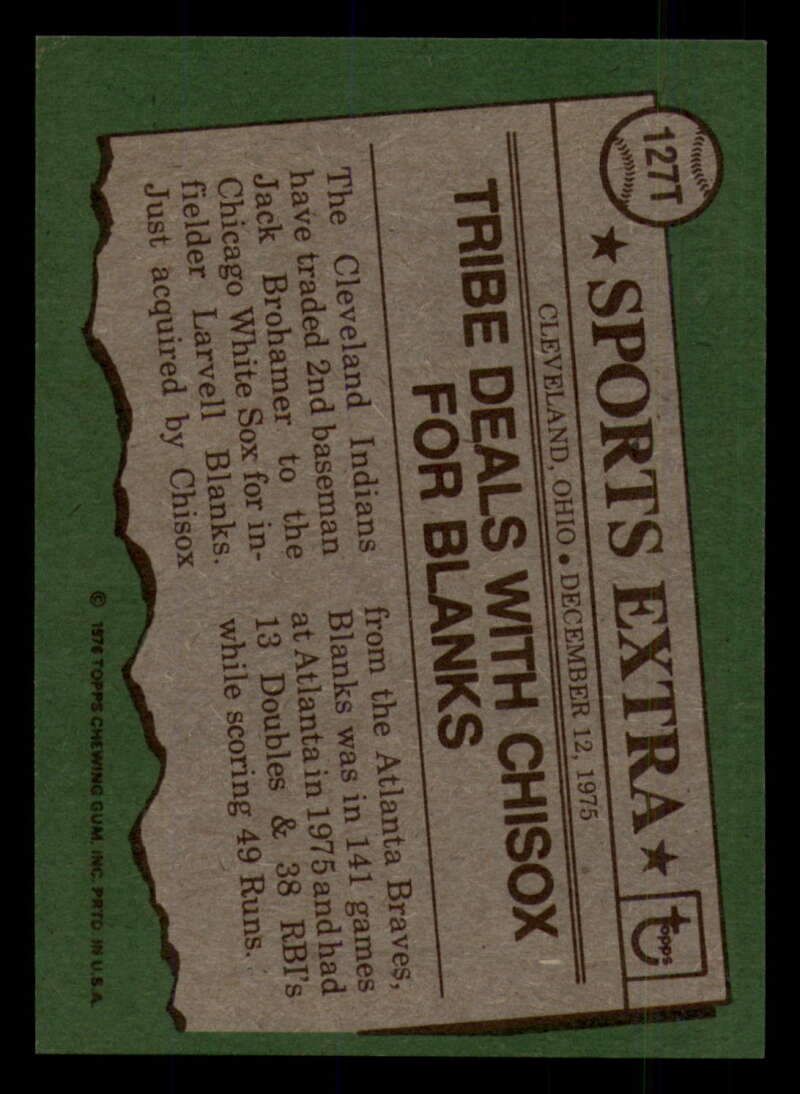 127T
★ SPORTS EXTRA ★
topps
CLEVELAND, OHIO • DECEMBER 12, 1975
TRIBE DEALS WITH CHISOX
FOR BLANKS
The Cleveland Indians
have traded 2nd baseman
Jack Brohamer to the
Chicago White Sox for in-
fielder Larvell Blanks.
Just acquired by Chisox
from the Atlanta Braves,
Blanks was in 141 games
at Atlanta in 1975 and had
13 Doubles & 38 RBI's
while scoring 49 Runs.
© 1976 TOPPS CHEWING GUM, INC. PRTD. IN U.S.A.